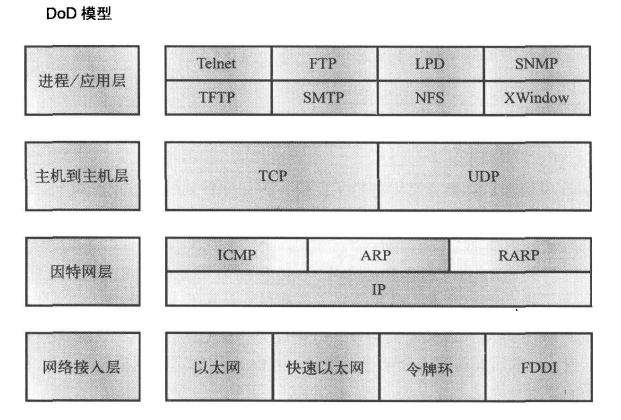 DoD 模型
进程/应用层
Telnet FTP LPD SNMP
TFTP SMTP NFS XWindow
主机到主机层
TCP UDP
因特网层
ICMP ARP RARP
IP
网络接入层
以太网 快速以太网 令牌环 FDDI